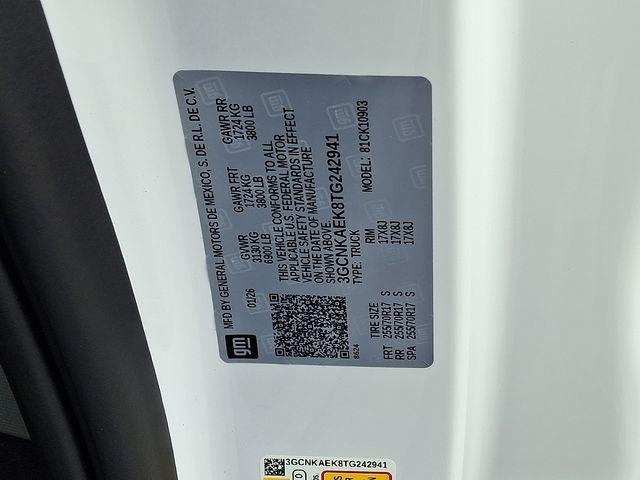 MFD BY GENERAL MOTORS DE MEXICO, S. DE R.L. DE C.V.
01/26 GVWR GAWR FRT GAWR RR
3130 KG 1724 KG 1724 KG
6900 LB 3800 LB 3800 LB
THIS VEHICLE CONFORMS TO ALL
APPLICABLE U.S. FEDERAL MOTOR
VEHICLE SAFETY STANDARDS IN EFFECT
ON THE DATE OF MANUFACTURE
SHOWN ABOVE.
3GCNKAEK8TG242941
TYPE: TRUCK MODEL: 81CK10903
gm
8624
TIRE SIZE RIM
FRT 255/70R17 S 17X8J
RR 255/70R17 S 17X8J
SPA 255/70R17 S 17X8J
3GCNKAEK8TG242941